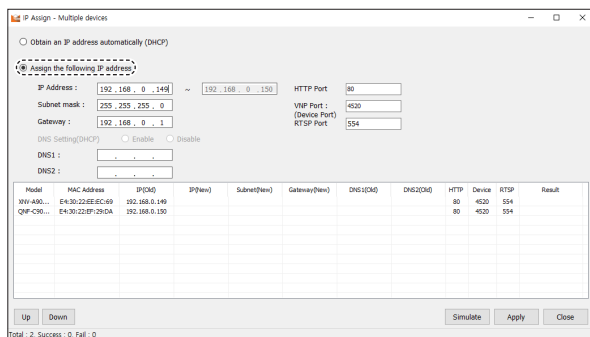 IP Assign - Multiple devices
Obtain an IP address automatically (DHCP)
Assign the following IP address
IP Address : 192 . 168 . 0 . 149 ~ 192 . 168 . 0 . 150 HTTP Port 80
Subnet mask : 255 . 255 . 255 . 0 VNP Port : 4520
(Device Port)
Gateway : 192 . 168 . 0 . 1 RTSP Port 554
DNS Setting(DHCP) Enable Disable
DNS1 : . . .
DNS2 : . . .
Model MAC Address IP(Old) IP(New) Subnet(New) Gateway(New) DNS1(Old) DNS2(Old) HTTP Device RTSP Result
XNV-A90... E4:30:22:EE:EC:69 192.168.0.149 80 4520 554
QNF-C90... E4:30:22:EF:29:DA 192.168.0.150 80 4520 554
Up Down Simulate Apply Close
Total : 2, Success : 0, Fail : 0